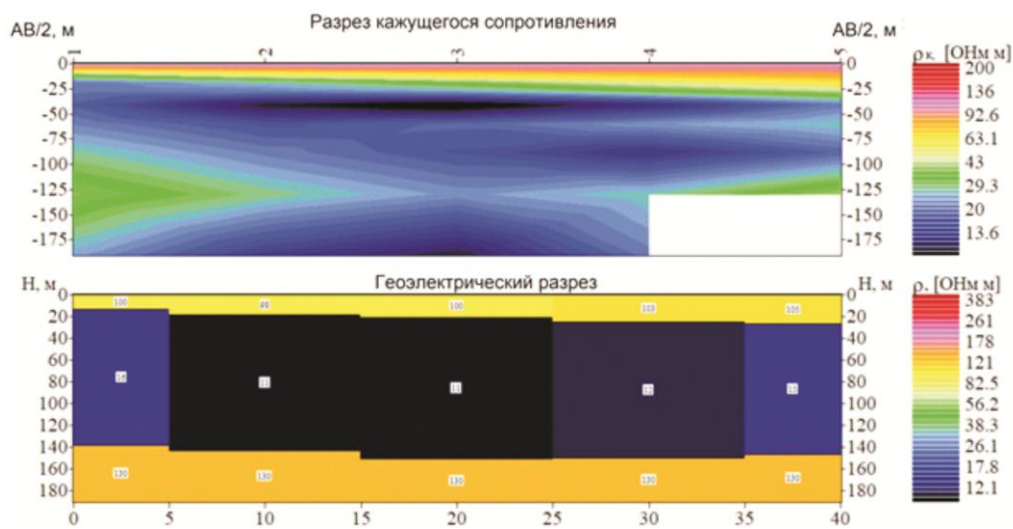 Разрез кажущегося сопротивления
АВ/2, м
АВ/2, м
1 2 3 4 5
ρк, [ОНм м]
0 0 200
-25 -25 136
-50 -50 92.6
-75 -75 63.1
-100 -100 43
-125 -125 29.3
-150 -150 20
-175 -175 13.6
Н, м Геоэлектрический разрез Н, м ρ, [ОНм м]
0 100 100 103 105 0 383
20 20 261
40 40 178
60 60 121
80 11 11 12 80 82.5
100 100 56.2
120 120 38.3
140 140 26.1
160 130 130 130 130 130 160 17.8
180 180 12.1
0 5 10 15 20 25 30 35 40